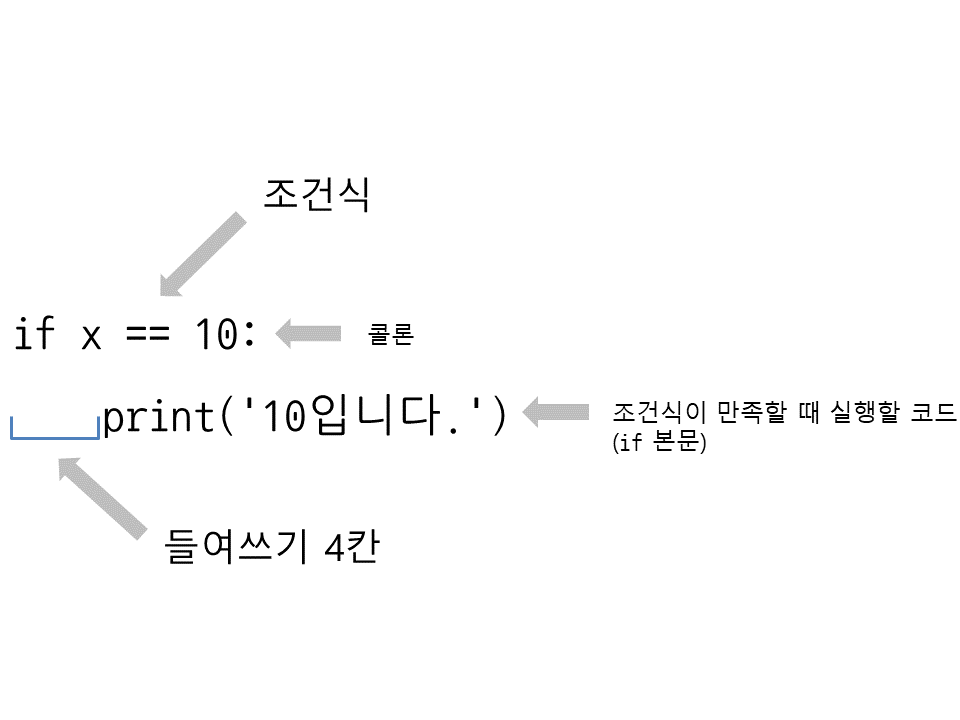 조건식
if x == 10:
콜론
print('10입니다.')
조건식이 만족할 때 실행할 코드
(if 본문)
들여쓰기 4칸